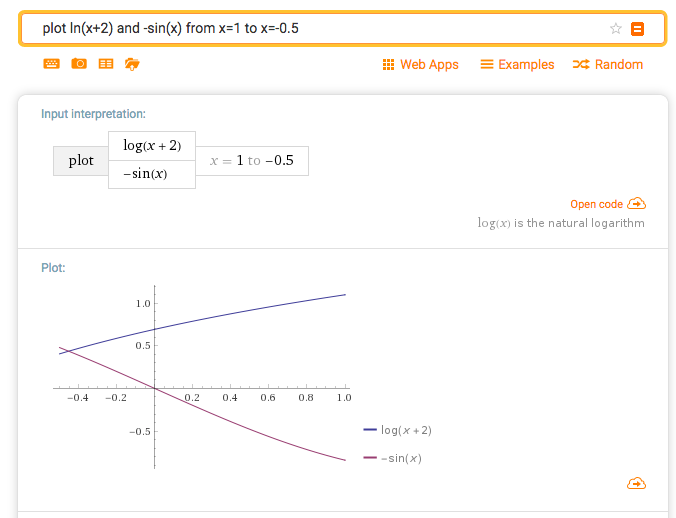 plot ln(x+2) and -sin(x) from x=1 to x=-0.5
Web Apps Examples Random
Input interpretation:
plot
log(x + 2)
−sin(x)
x = 1 to −0.5
Open code
log(x) is the natural logarithm
Plot:
1.0
0.5
−0.4 −0.2 0.2 0.4 0.6 0.8 1.0
−0.5
log(x + 2)
−sin(x)